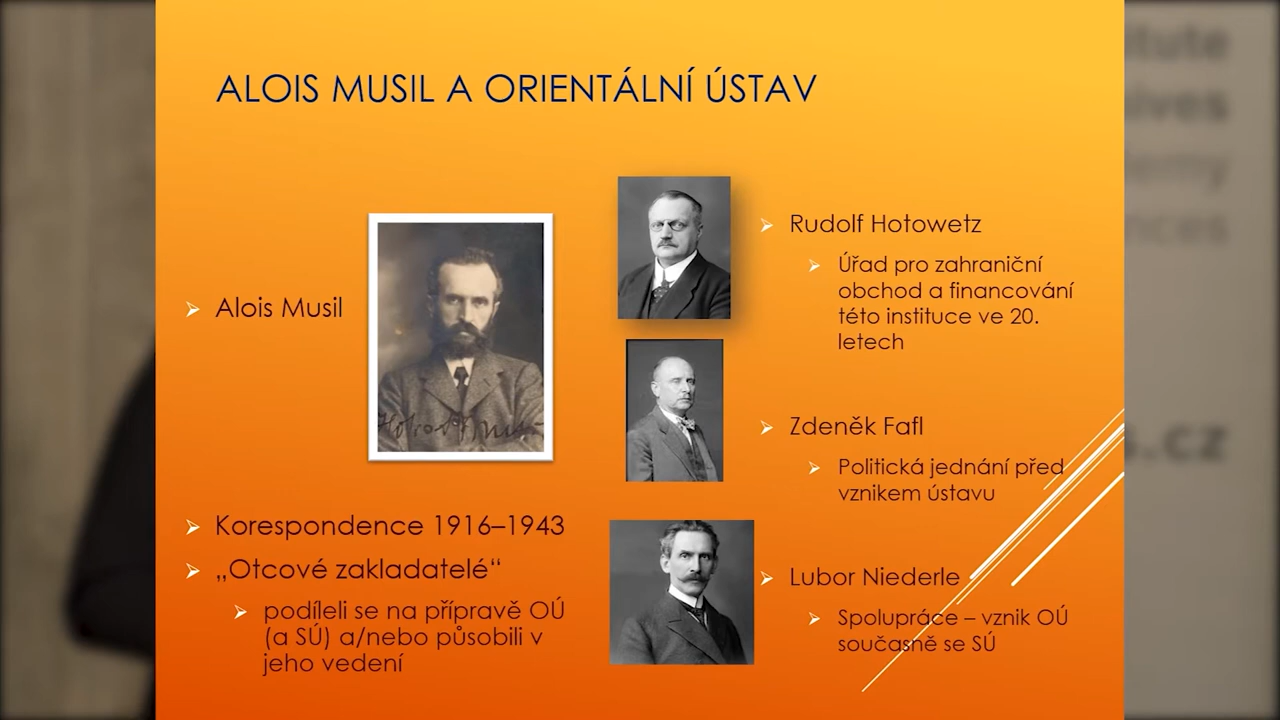 ALOIS MUSIL A ORIENTÁLNÍ ÚSTAV
Alois Musil
Korespondence 1916–1943
„Otcové zakladatelé“
podíleli se na přípravě OÚ
(a SÚ) a/nebo působili v
jeho vedení
Rudolf Hotowetz
Úřad pro zahraniční
obchod a financování
této instituce ve 20.
letech
Zdeněk Fafl
Politická jednání před
vznikem ústavu
Lubor Niederle
Spolupráce – vznik OÚ
současně se SÚ
s.cz